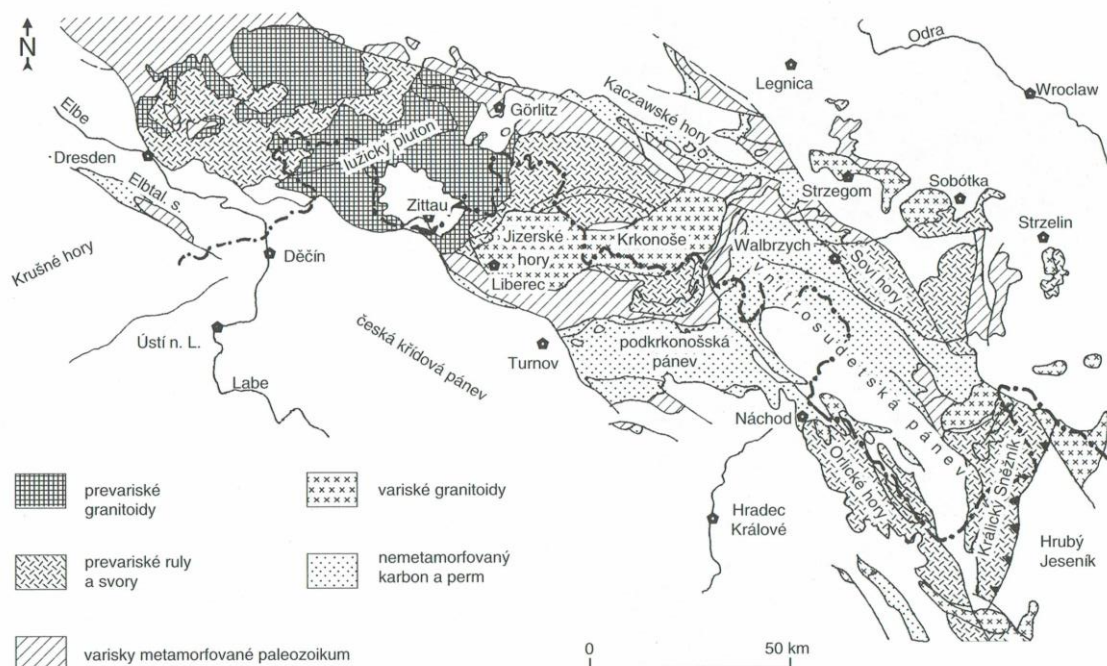 N
Odra
Legnica
Wroclaw
Kaczawské hory
Görlitz
Elbe
Dresden
lužický pluton
Strzegom
Sobótka
Elbtal. s.
Zittau
Strzelin
Jizerské
hory
Krkonoše
Walbrzych
Soví hory
Krušné hory
Děčín
Liberec
vnitrosudetská pánev
Ústí n. L.
česká křídová pánev
Turnov
podkrkonošská
pánev
Labe
Náchod
Orlické hory
Králický Sněžník
Hradec
Králové
Hrubý
Jeseník
prevariské
granitoidy
variské granitoidy
prevariské ruly
a svory
nemetamorfovaný
karbon a perm
varisky metamorfované paleozoikum
0
50 km